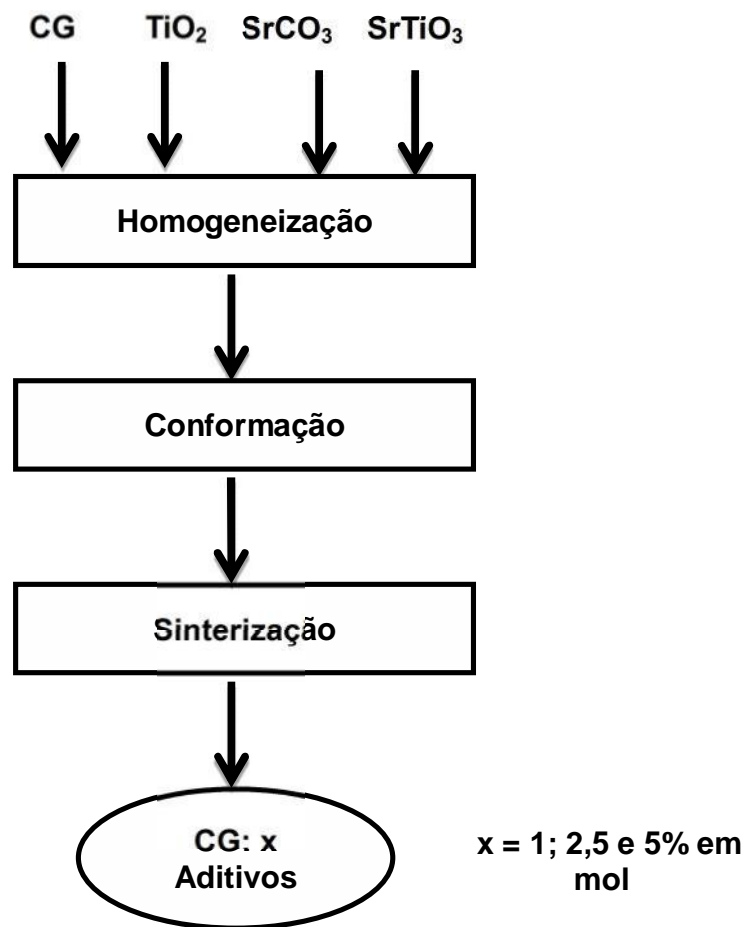 CG TiO₂ SrCO₃ SrTiO₃
Homogeneização
Conformação
Sinterização
CG: x
Aditivos
x = 1; 2,5 e 5% em
mol